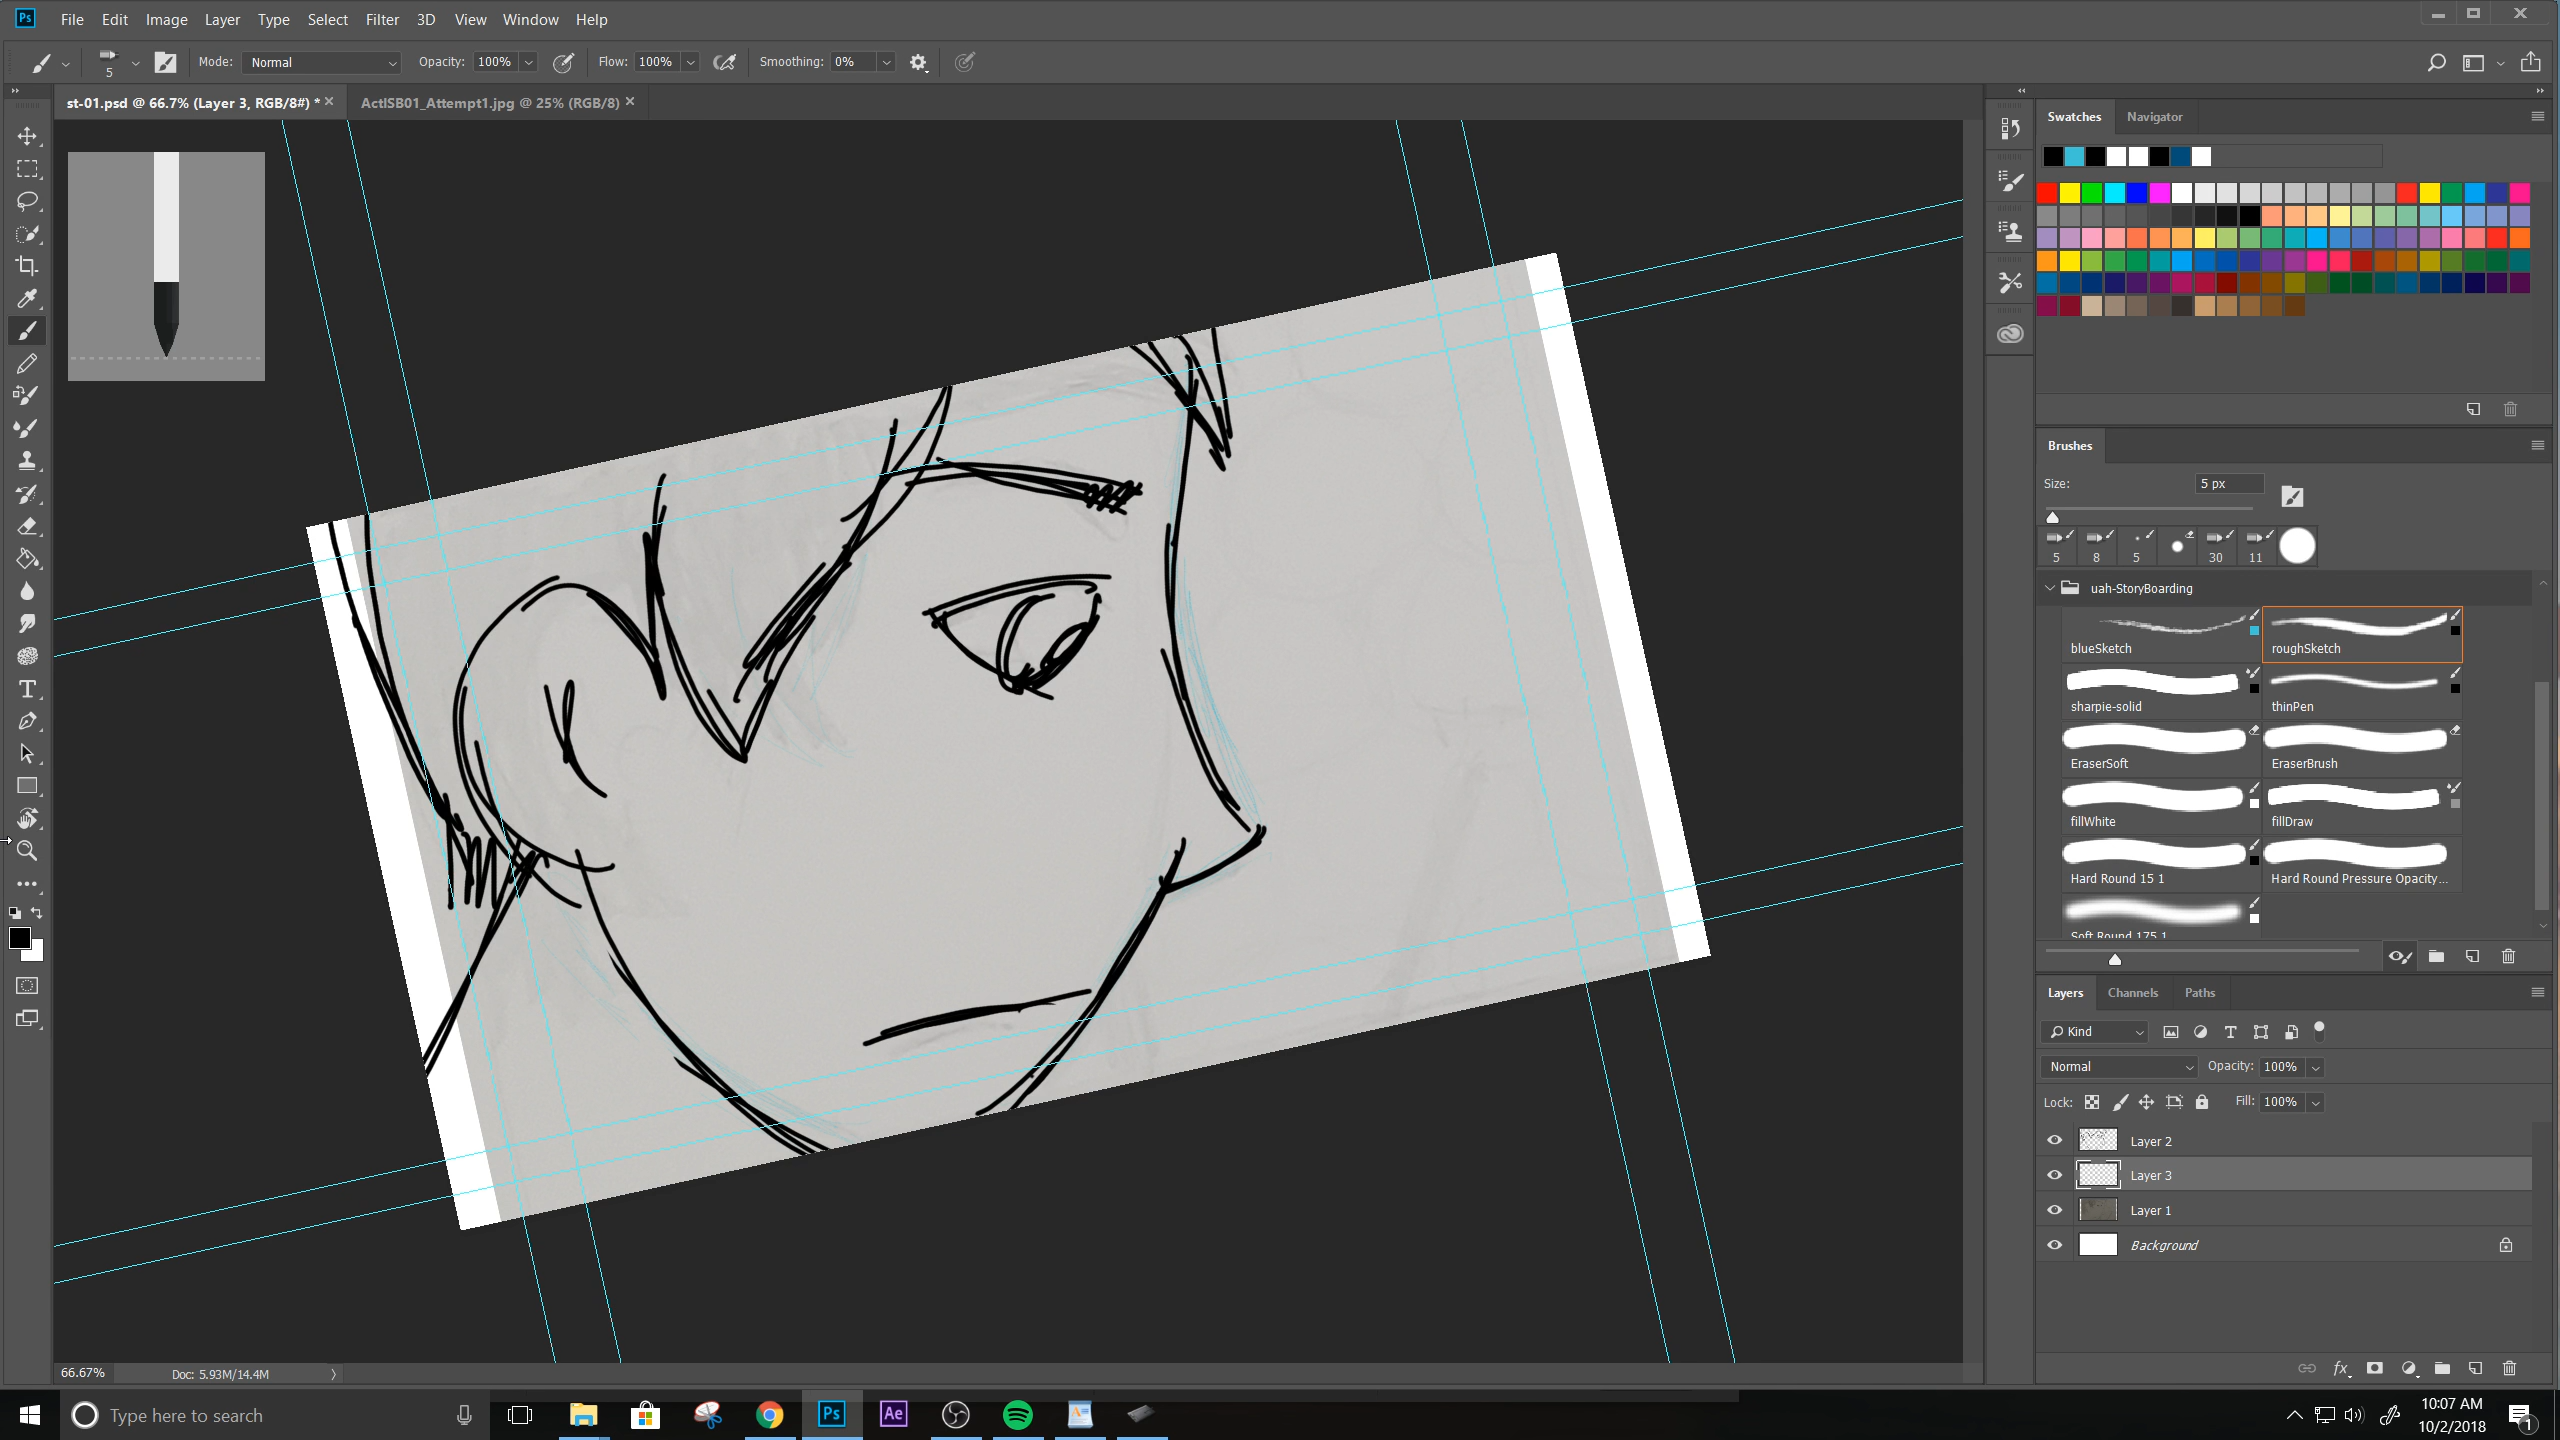 Ps File Edit Image Layer Type Select Filter 3D View Window Help
5 Mode: Normal Opacity: 100% Flow: 100% Smoothing: 0%
st-01.psd @ 66.7% (Layer 3, RGB/8#) * ActISB01_Attempt1.jpg @ 25% (RGB/8)
Swatches Navigator
Brushes
Size: 5 px
5 8 5 30 11
uah-StoryBoarding
blueSketch roughSketch
sharpie-solid thinPen
EraserSoft EraserBrush
fillWhite fillDraw
Hard Round 15 1 Hard Round Pressure Opacity...
Soft Round 175 1
Layers Channels Paths
Kind
Normal Opacity: 100%
Lock: Fill: 100%
Layer 2
Layer 3
Layer 1
Background
66.67% Doc: 5.93M/14.4M
Type here to search Ps Ae 10:07 AM
10/2/2018 1